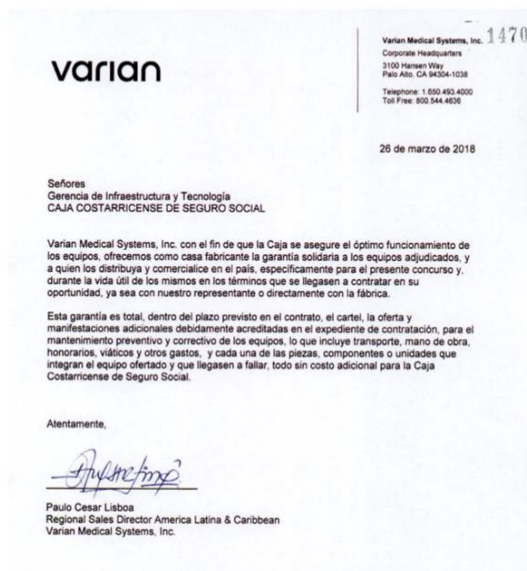 Varian Medical Systems, Inc. 1470
Corporate Headquarters
3100 Hansen Way
Palo Alto, CA 94304-1038
Telephone: 1.650.493.4000
Toll Free: 800.544.4636
varian
26 de marzo de 2018
Señores
Gerencia de Infraestructura y Tecnología
CAJA COSTARRICENSE DE SEGURO SOCIAL
Varian Medical Systems, Inc. con el fin de que la Caja se asegure el óptimo funcionamiento de
los equipos, ofrecemos como casa fabricante la garantía solidaria a los equipos adjudicados, y
a quien los distribuya y comercialice en el país, específicamente para el presente concurso y,
durante la vida útil de los mismos en los términos que se llegasen a contratar en su
oportunidad, ya sea con nuestro representante o directamente con la fábrica.
Esta garantía es total, dentro del plazo previsto en el contrato, el cartel, la oferta y
manifestaciones adicionales debidamente acreditadas en el expediente de contratación, para el
mantenimiento preventivo y correctivo de los equipos, lo que incluye transporte, mano de obra,
honorarios, viáticos y otros gastos, y cada una de las piezas, componentes o unidades que
integran el equipo ofertado y que llegasen a fallar, todo sin costo adicional para la Caja
Costarricense de Seguro Social.
Atentamente,
Paulo Cesar Lisboa
Regional Sales Director America Latina & Caribbean
Varian Medical Systems, Inc.